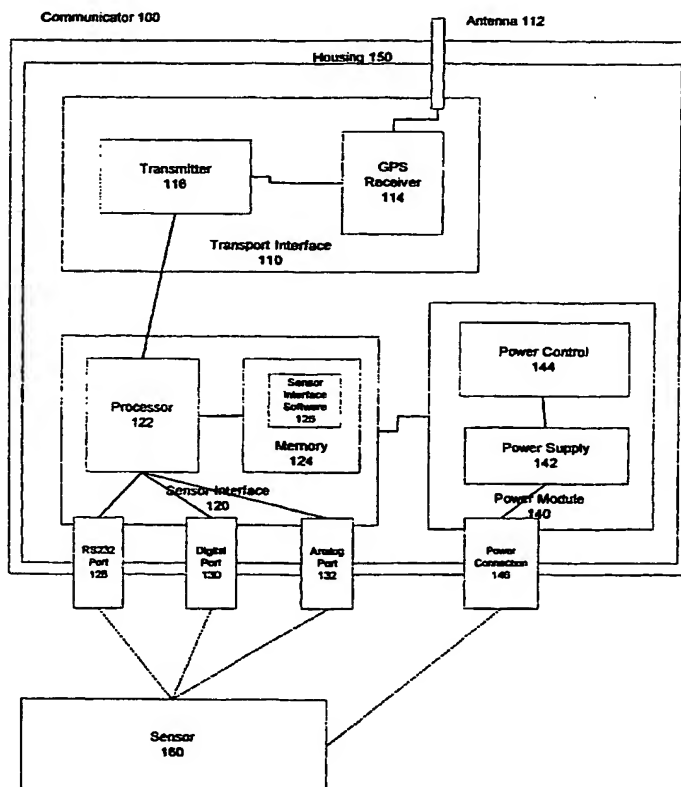 Communicator 100
Antenna 112
Housing 150
Transmitter
116
GPS
Receiver
114
Transport Interface
110
Processor
122
Sensor
Interface
Software
125
Memory
124
Sensor Interface
120
Power Control
144
Power Supply
142
Power Module
140
RS232
Port
128
Digital
Port
130
Analog
Port
132
Power
Connection
146
Sensor
160